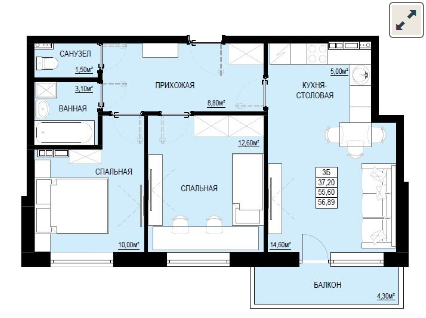 САНУЗЕЛ
1,50м²
3,10м²
ВАННАЯ
ПРИХОЖАЯ
8,80м²
5,00м²
КУХНЯ-
СТОЛОВАЯ
12,60м²
СПАЛЬНАЯ
СПАЛЬНАЯ
3Б
37,20
55,60
56,89
10,00м²
14,60м²
БАЛКОН
4,30м²